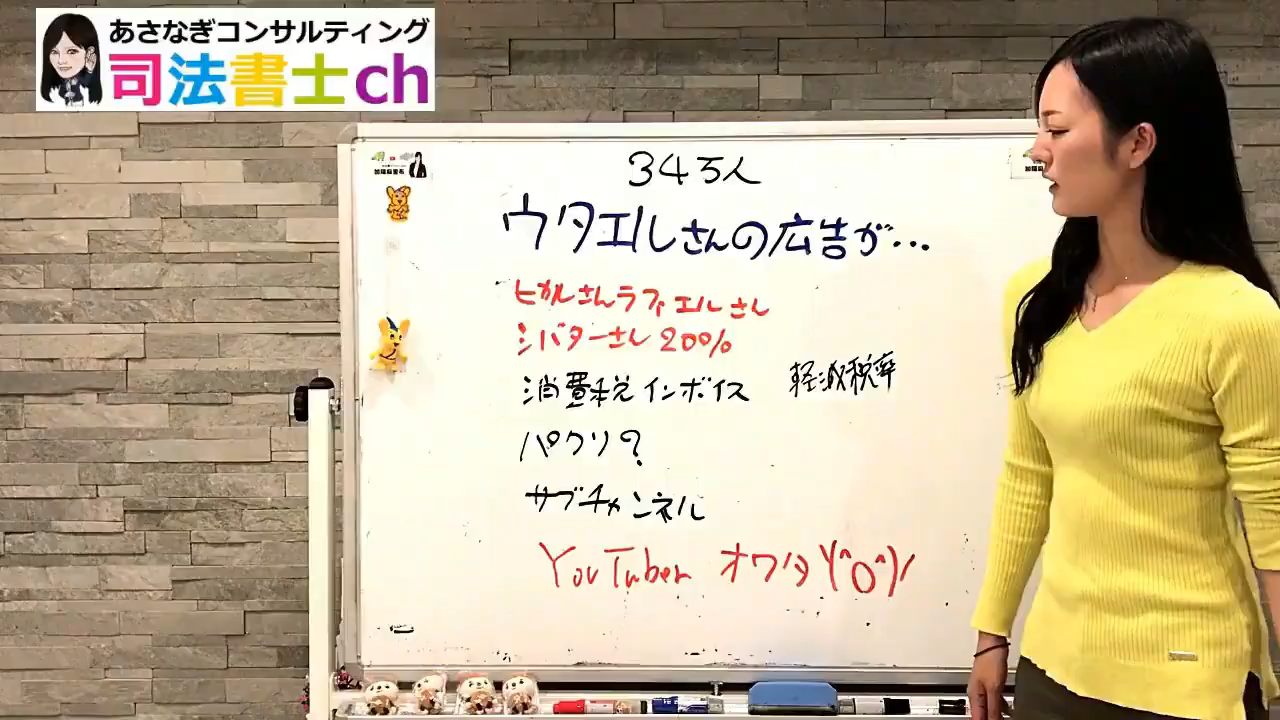 あさなぎコンサルティング
司法書士ch
34万人
ウタエルさんの広告が…
ヒカルさんラファエルさん
シバターさん200%
消費税インボイス 軽減税率
パクリ?
サブチャンネル
YouTuber オワタ\(^o^)/